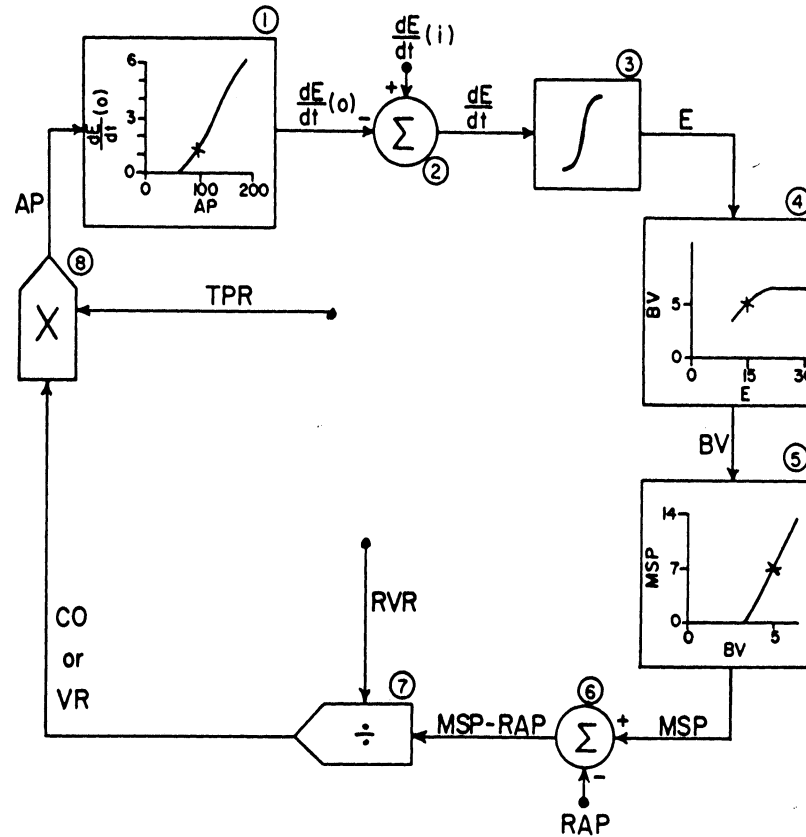 ①
dE/dt (o)
6
3
0
0 100 200
AP
dE/dt (o)
-
dE/dt (i)
+
Σ
②
dE/dt
③
∫
E
④
BV
5
0
0 15 30
E
BV
⑤
MSP
14
7
0
0 5
BV
MSP
+
⑥
Σ
-
RAP
MSP-RAP
⑦
÷
RVR
CO
or
VR
⑧
X
TPR
AP